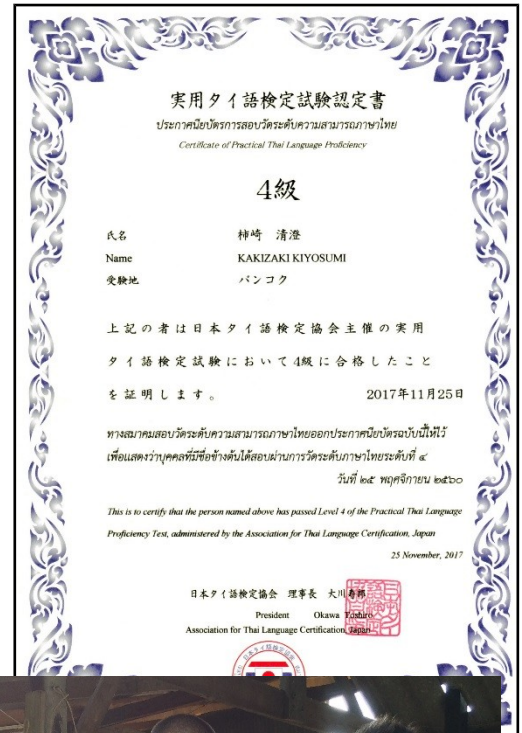 実用タイ語検定試験認定書
ประกาศนียบัตรการสอบวัดระดับความสามารถภาษาไทย
Certificate of Practical Thai Language Proficiency
4級
氏名 柿崎 清澄
Name KAKIZAKI KIYOSUMI
受験地 バンコク
上記の者は日本タイ語検定協会主催の実用
タイ語検定試験において4級に合格したこと
を証明します。 2017年11月25日
ทางสมาคมสอบวัดระดับความสามารถภาษาไทยออกประกาศนียบัตรฉบับนี้ให้ไว้
เพื่อแสดงว่าบุคคลที่มีชื่อข้างต้นได้สอบผ่านการวัดระดับภาษาไทยระดับที่ ๔
วันที่ ๒๕ พฤศจิกายน ๒๕๖๐
This is to certify that the person named above has passed Level 4 of the Practical Thai Language
Proficiency Test, administered by the Association for Thai Language Certification, Japan
25 November, 2017
日本タイ語検定協会 理事長 大川寿郎
President Okawa Toshiro
Association for Thai Language Certification, Japan